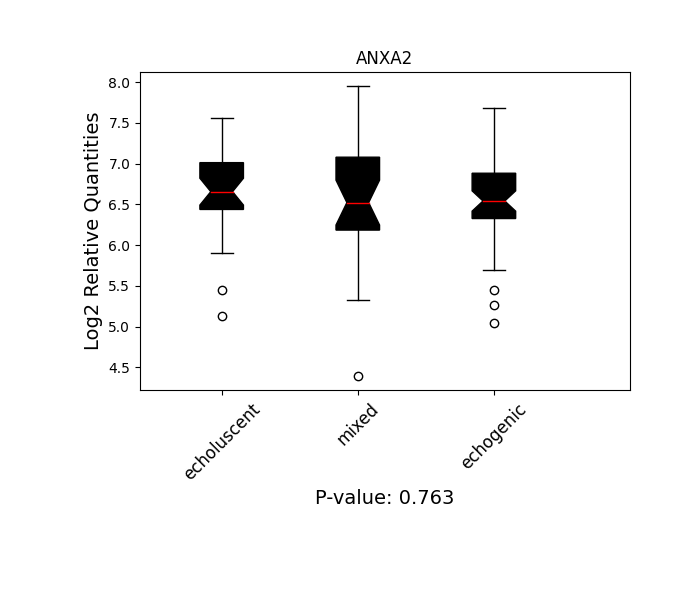 ANXA2
Log2 Relative Quantities
8.0
7.5
7.0
6.5
6.0
5.5
5.0
4.5
echoluscent
mixed
echogenic
P-value: 0.763